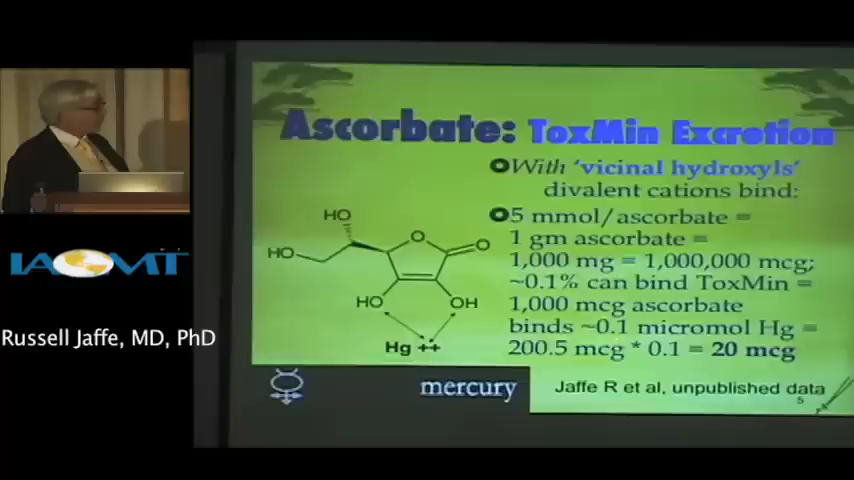 Ascorbate: ToxMin Excretion
With 'vicinal hydroxyls'
divalent cations bind:
5 mmol/ascorbate =
1 gm ascorbate =
1,000 mg = 1,000,000 mcg;
~0.1% can bind ToxMin =
1,000 mcg ascorbate
binds ~0.1 micromol Hg =
200.5 mcg * 0.1 = 20 mcg
HO
HO
O
O
HO
OH
Hg ++
mercury
Jaffe R et al, unpublished data
5
IAOMT
Russell Jaffe, MD, PhD